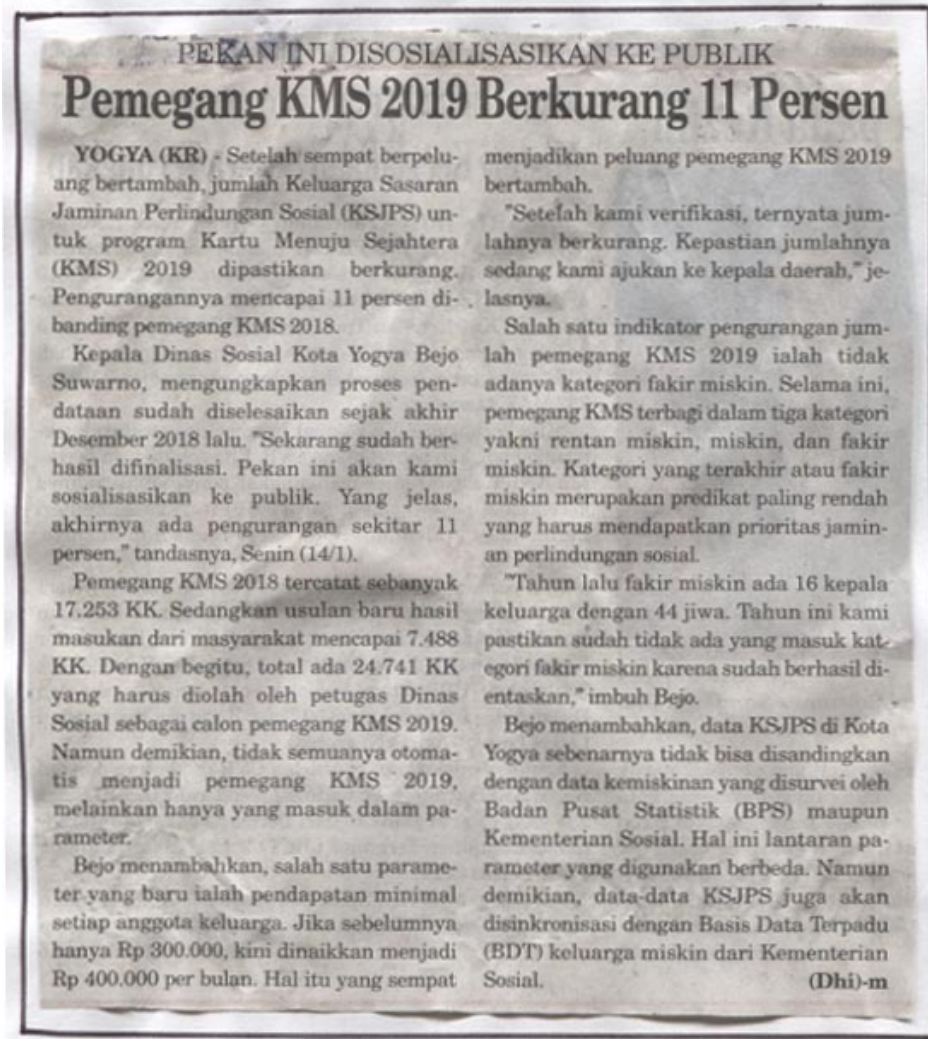 PEKAN INI DISOSIALISASIKAN KE PUBLIK
Pemegang KMS 2019 Berkurang 11 Persen
YOGYA (KR) - Setelah sempat berpelu-
ang bertambah, jumlah Keluarga Sasaran
Jaminan Perlindungan Sosial (KSJPS) un-
tuk program Kartu Menuju Sejahtera
(KMS) 2019 dipastikan berkurang.
Pengurangannya mencapai 11 persen di-
banding pemegang KMS 2018.
Kepala Dinas Sosial Kota Yogya Bejo
Suwarno, mengungkapkan proses pen-
dataan sudah diselesaikan sejak akhir
Desember 2018 lalu. "Sekarang sudah ber-
hasil difinalisasi. Pekan ini akan kami
sosialisasikan ke publik. Yang jelas,
akhirnya ada pengurangan sekitar 11
persen," tandasnya, Senin (14/1).
Pemegang KMS 2018 tercatat sebanyak
17.253 KK. Sedangkan usulan baru hasil
masukan dari masyarakat mencapai 7.488
KK. Dengan begitu, total ada 24.741 KK
yang harus diolah oleh petugas Dinas
Sosial sebagai calon pemegang KMS 2019.
Namun demikian, tidak semuanya otoma-
tis menjadi pemegang KMS 2019,
melainkan hanya yang masuk dalam pa-
rameter.
Bejo menambahkan, salah satu parame-
ter yang baru ialah pendapatan minimal
setiap anggota keluarga. Jika sebelumnya
hanya Rp 300.000, kini dinaikkan menjadi
Rp 400.000 per bulan. Hal itu yang sempat
menjadikan peluang pemegang KMS 2019
bertambah.
"Setelah kami verifikasi, ternyata jum-
lahnya berkurang. Kepastian jumlahnya
sedang kami ajukan ke kepala daerah," je-
lasnya.
Salah satu indikator pengurangan jum-
lah pemegang KMS 2019 ialah tidak
adanya kategori fakir miskin. Selama ini,
pemegang KMS terbagi dalam tiga kategori
yakni rentan miskin, miskin, dan fakir
miskin. Kategori yang terakhir atau fakir
miskin merupakan predikat paling rendah
yang harus mendapatkan prioritas jamin-
an perlindungan sosial.
"Tahun lalu fakir miskin ada 16 kepala
keluarga dengan 44 jiwa. Tahun ini kami
pastikan sudah tidak ada yang masuk kat-
egori fakir miskin karena sudah berhasil di-
entaskan," imbuh Bejo.
Bejo menambahkan, data KSJPS di Kota
Yogya sebenarnya tidak bisa disandingkan
dengan data kemiskinan yang disurvei oleh
Badan Pusat Statistik (BPS) maupun
Kementerian Sosial. Hal ini lantaran pa-
rameter yang digunakan berbeda. Namun
demikian, data-data KSJPS juga akan
disinkronisasi dengan Basis Data Terpadu
(BDT) keluarga miskin dari Kementerian
Sosial. (Dhi)-m